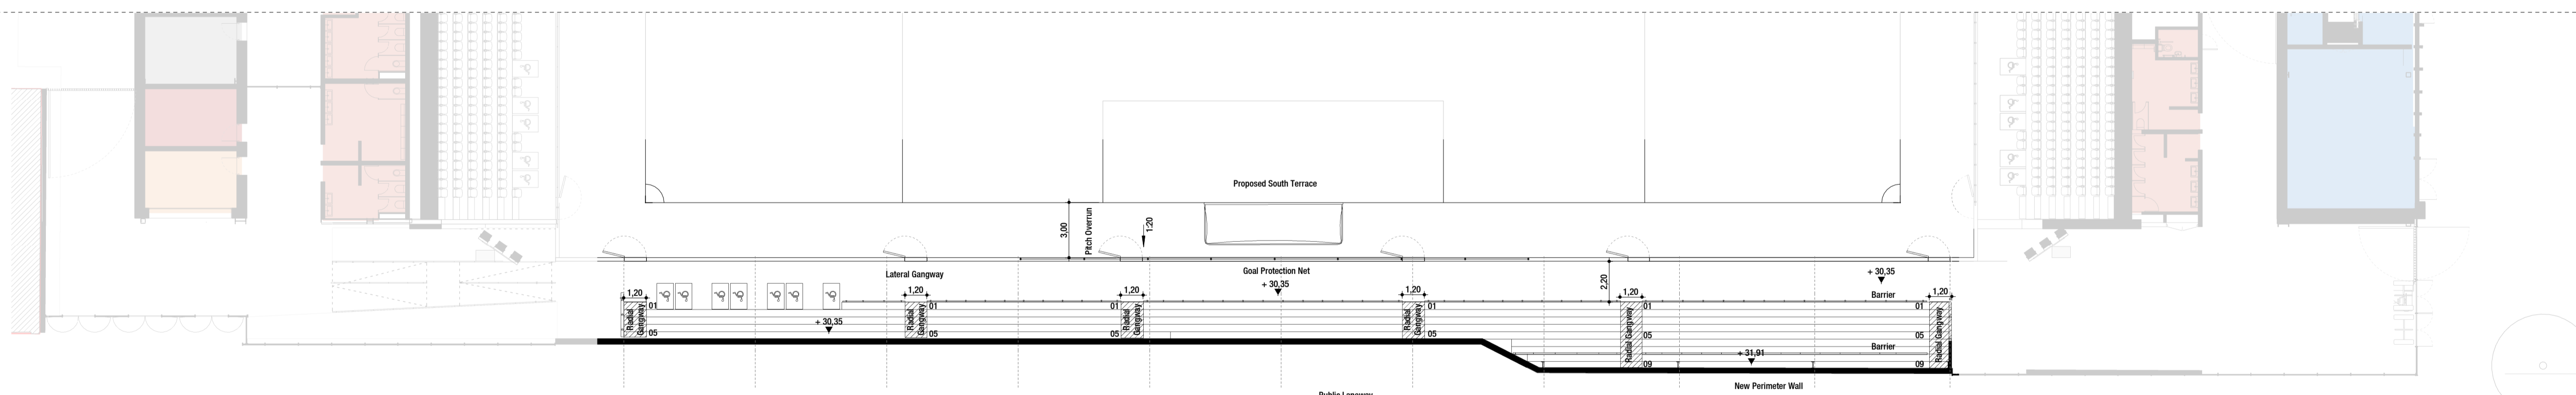 Proposed South Terrace
3,00
Pitch Overrun
1:20
Lateral Gangway
Goal Protection Net
+ 30,35
2,20
+ 30,35
1,20
1,20
1,20
1,20
1,20
1,20
Barrier
Radial Gangway
01
05
+ 30,35
Radial Gangway
01
05
Radial Gangway
01
05
Radial Gangway
01
05
Radial Gangway
01
05
09
Radial Gangway
01
05
09
Barrier
+ 31,91
New Perimeter Wall